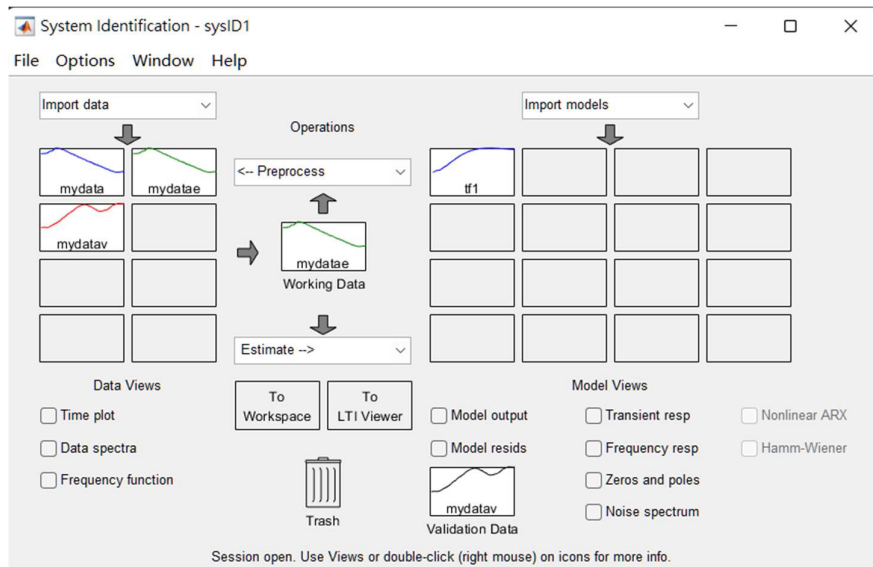 System Identification - sysID1
File Options Window Help
Import data
Import models
Operations
<-- Preprocess
mydata
mydatae
tf1
mydatav
mydatae
Working Data
Estimate -->
Data Views
Model Views
To
Workspace
To
LTI Viewer
Time plot
Data spectra
Frequency function
Model output
Model resids
Transient resp
Frequency resp
Zeros and poles
Noise spectrum
Nonlinear ARX
Hamm-Wiener
Trash
mydatav
Validation Data
Session open. Use Views or double-click (right mouse) on icons for more info.